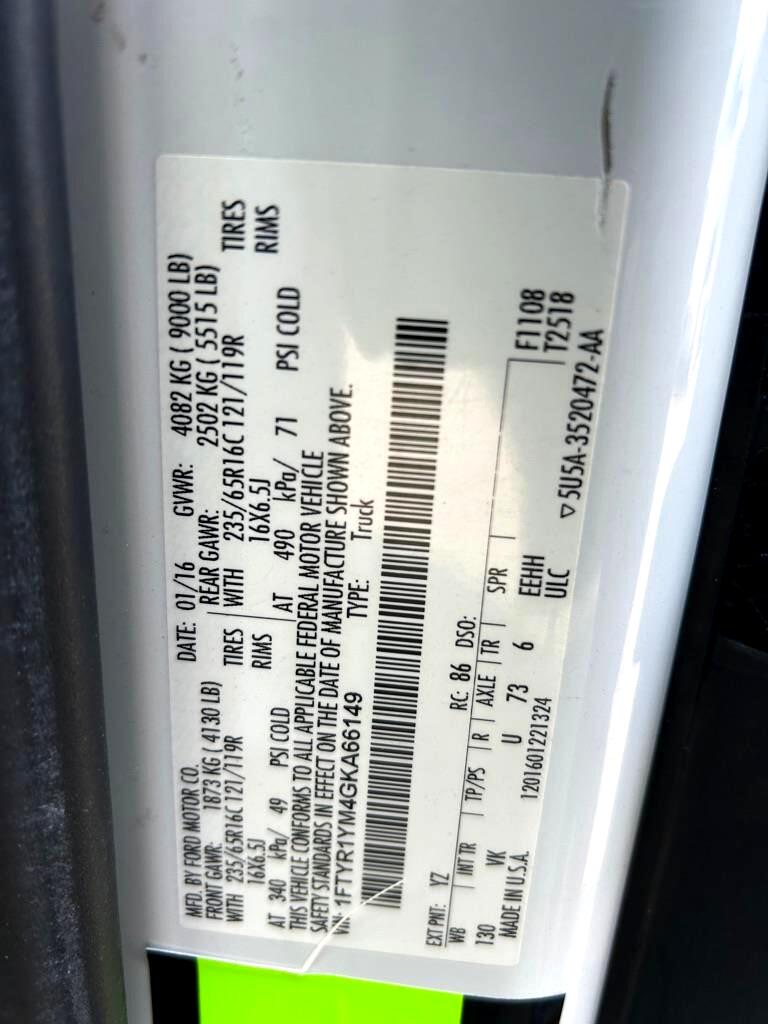 MFD. BY FORD MOTOR CO.
DATE: 01/16 GVWR: 4082 KG ( 9000 LB)
FRONT GAWR: 1873 KG ( 4130 LB) REAR GAWR: 2502 KG ( 5515 LB)
WITH 235/65R16C 121/119R TIRES WITH 235/65R16C 121/119R TIRES
16X6.5J RIMS 16X6.5J RIMS
AT 340 kPa/ 49 PSI COLD AT 490 kPa/ 71 PSI COLD
THIS VEHICLE CONFORMS TO ALL APPLICABLE FEDERAL MOTOR VEHICLE
SAFETY STANDARDS IN EFFECT ON THE DATE OF MANUFACTURE SHOWN ABOVE.
VIN: 1FTYR1YM4GKA66149 TYPE: Truck
EXT PNT: YZ RC: 86 DSO:
WB INT TR TP/PS R AXLE TR SPR F1108
130 VK U 73 6 EEHH T2518
MADE IN U.S.A. 1201601221324 ULC ▽5U5A-3520472-AA